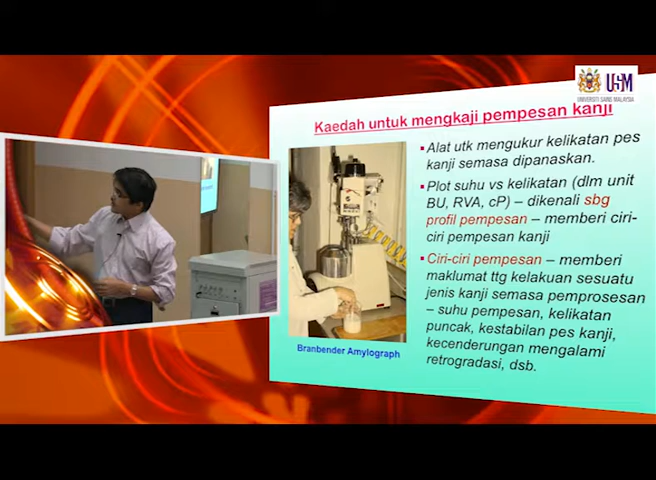 USM
UNIVERSITI SAINS MALAYSIA
Kaedah untuk mengkaji pempesan kanji
Alat utk mengukur kelikatan pes
kanji semasa dipanaskan.
Plot suhu vs kelikatan (dlm unit
BU, RVA, cP) – dikenali sbg
profil pempesan – memberi ciri-
ciri pempesan kanji
Ciri-ciri pempesan – memberi
maklumat ttg kelakuan sesuatu
jenis kanji semasa pemprosesan
– suhu pempesan, kelikatan
puncak, kestabilan pes kanji,
kecenderungan mengalami
retrogradasi, dsb.
Branbender Amylograph